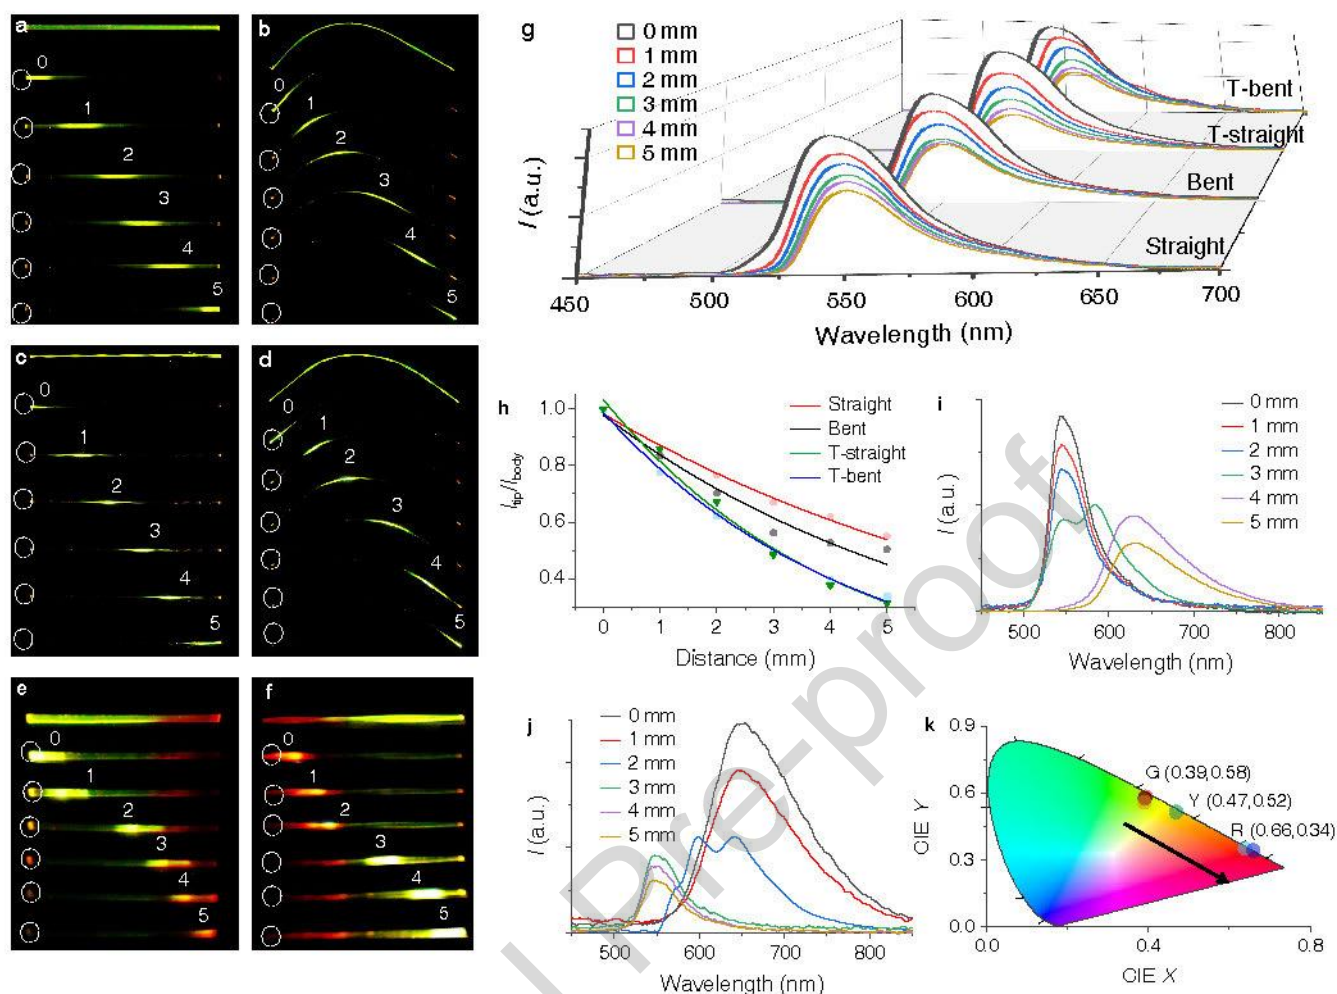 a
0
1
2
3
4
5
b
0
1
2
3
4
5
g
0 mm
1 mm
2 mm
3 mm
4 mm
5 mm
T-bent
T-straight
Bent
Straight
I (a.u.)
450
500
550
600
650
700
Wavelength (nm)
c
0
1
2
3
4
5
d
0
1
2
3
4
5
h
1.0
0.8
0.6
0.4
Itip/Ibody
Straight
Bent
T-straight
T-bent
0
1
2
3
4
5
Distance (mm)
i
0 mm
1 mm
2 mm
3 mm
4 mm
5 mm
I (a.u.)
500
600
700
800
Wavelength (nm)
e
0
1
2
3
4
5
f
0
1
2
3
4
5
j
0 mm
1 mm
2 mm
3 mm
4 mm
5 mm
I (a.u.)
500
600
700
800
Wavelength (nm)
k
0.9
0.6
0.3
0.0
CIE Y
G (0.39,0.58)
Y (0.47,0.52)
R (0.66,0.34)
0.0
0.4
0.8
CIE X
Pre-proof